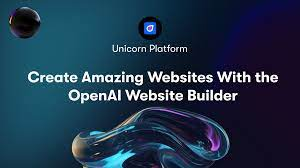 Unicorn Platform
Create Amazing Websites With the
OpenAI Website Builder